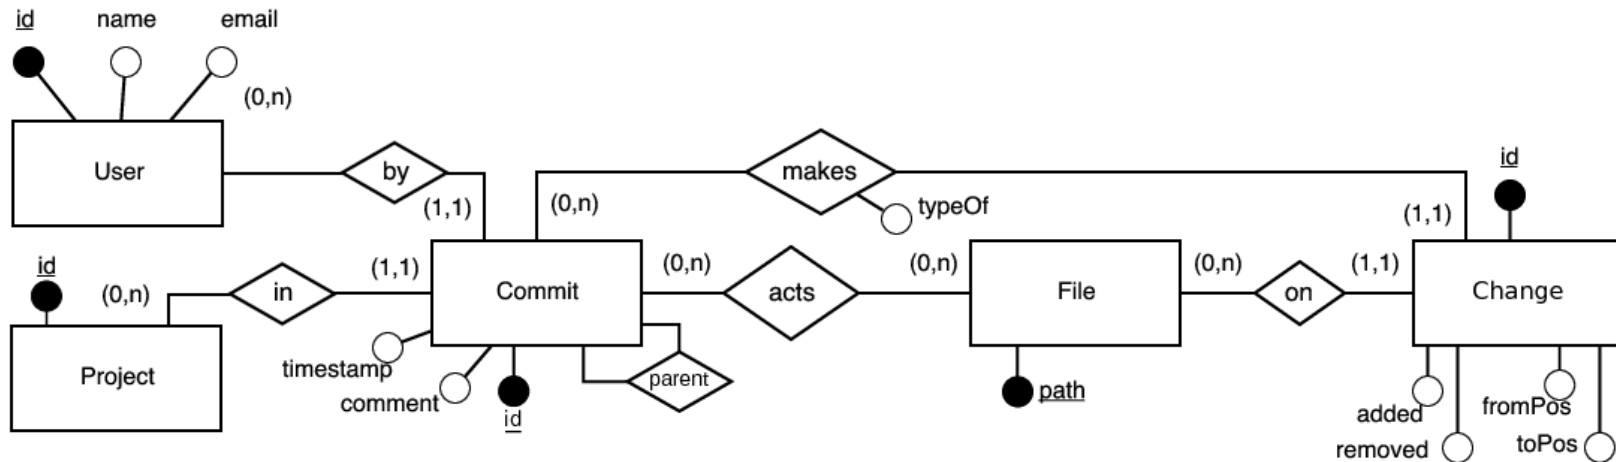 id name email
(0,n)
User
by
(1,1)
makes
(0,n)
typeOf
id
(1,1)
id
(0,n)
in
(1,1)
Commit
(0,n)
acts
(0,n)
File
(0,n)
on
(1,1)
Change
Project
timestamp
comment
id
parent
path
added
removed
fromPos
toPos